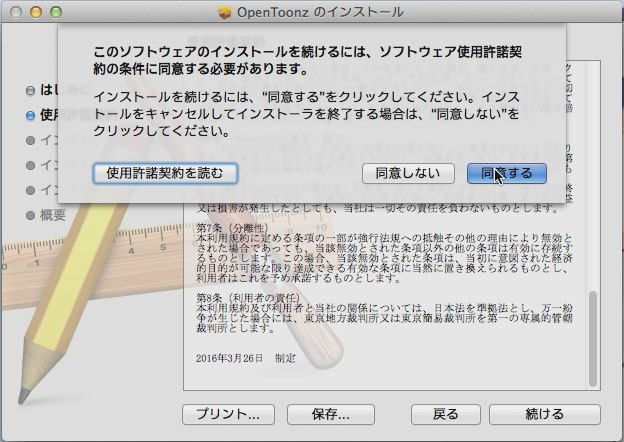 OpenToonz のインストール
このソフトウェアのインストールを続けるには、ソフトウェア使用許諾契
約の条件に同意する必要があります。
インストールを続けるには、“同意する”をクリックしてください。インス
トールをキャンセルしてインストーラを終了する場合は、“同意しない”を
クリックしてください。
使用許諾契約を読む
同意しない
同意する
はじめに
使用
イン
イン
イン
概要
又は損害が発生したとしても、当社は一切その責任を負わないものとします。
第7条（分離性）
本利用規約に定める条項の一部が強行法規への抵触その他の理由により無効と
された場合であっても、当該無効とされた条項以外の他の条項は有効に存続す
るものとします。この場合、当該無効とされた条項は、当初に意図された経済
的目的が可能な限り達成できる有効な条項に当然に置き換えられるものとし、
利用者はこれを予め承諾するものとします。
第8条（利用者の責任）
本利用規約及び利用者と当社の関係については、日本法を準拠法とし、万一紛
争が生じた場合には、東京地方裁判所又は東京簡易裁判所を第一の専属的管轄
裁判所とします。
2016年3月26日　制定
プリント...
保存...
戻る
続ける